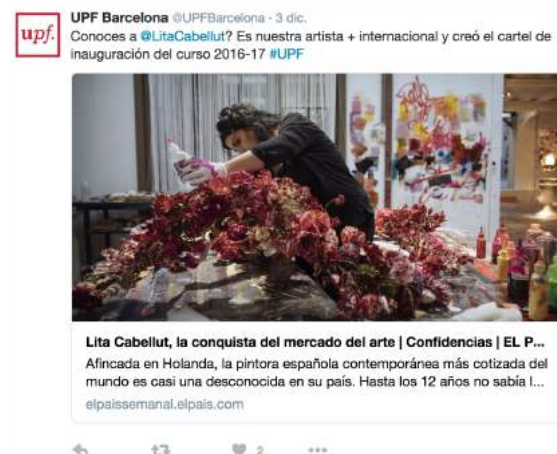 upf.
UPF Barcelona @UPFBarcelona · 3 dic.
Conoces a @LitaCabellut? Es nuestra artista + internacional y creó el cartel de
inauguración del curso 2016-17 #UPF
Lita Cabellut, la conquista del mercado del arte | Confidencias | EL P...
Afincada en Holanda, la pintora española contemporánea más cotizada del
mundo es casi una desconocida en su país. Hasta los 12 años no sabía l...
elpaissemanal.elpais.com
2